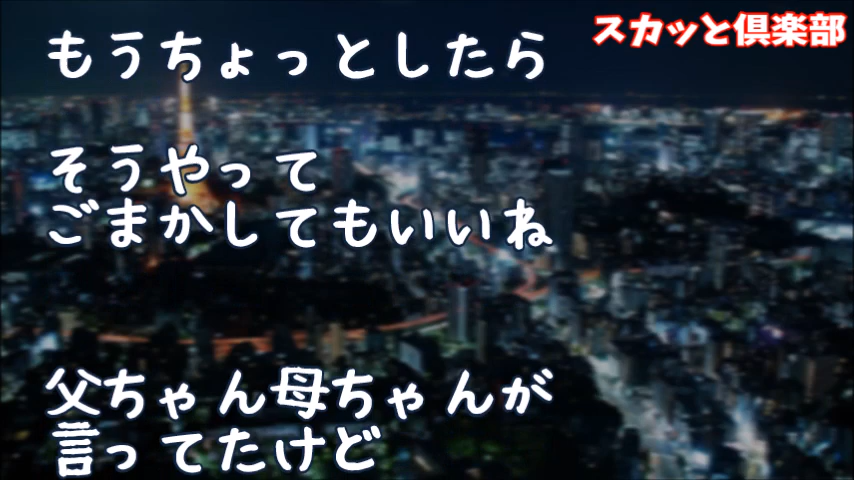 スカッと倶楽部
もうちょっとしたら
そうやって
ごまかしてもいいね
父ちゃん母ちゃんが
言ってたけど